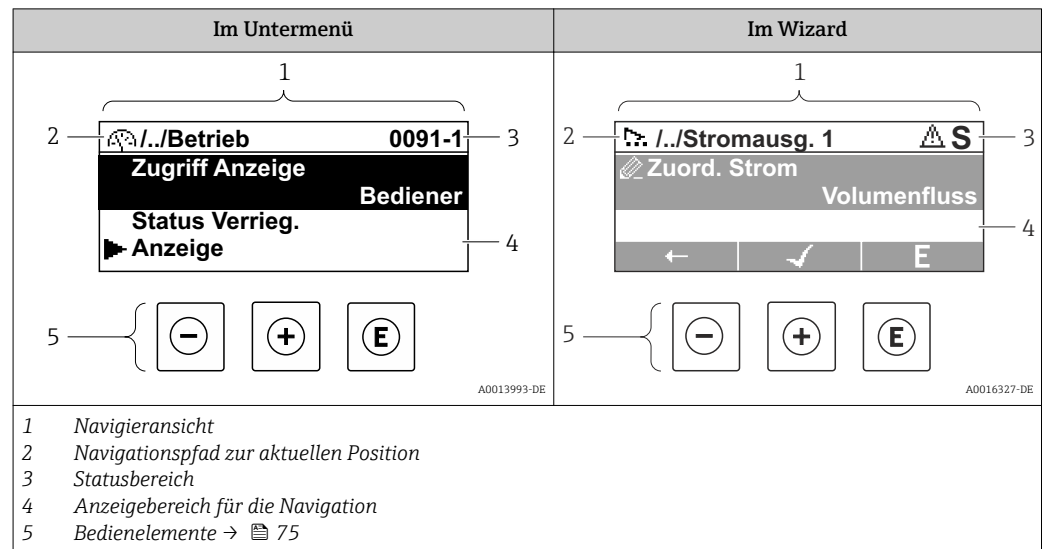 Im Untermenü
Im Wizard
1
2
/../Betrieb 0091-1
3
Zugriff Anzeige
Bediener
Status Verrieg.
Anzeige
4
5
- + E
A0013993-DE
1
2
/../Stromausg. 1 S
3
Zuord. Strom
Volumenfluss
4
E
5
- + E
A0016327-DE
1 Navigieransicht
2 Navigationspfad zur aktuellen Position
3 Statusbereich
4 Anzeigebereich für die Navigation
5 Bedienelemente → 75